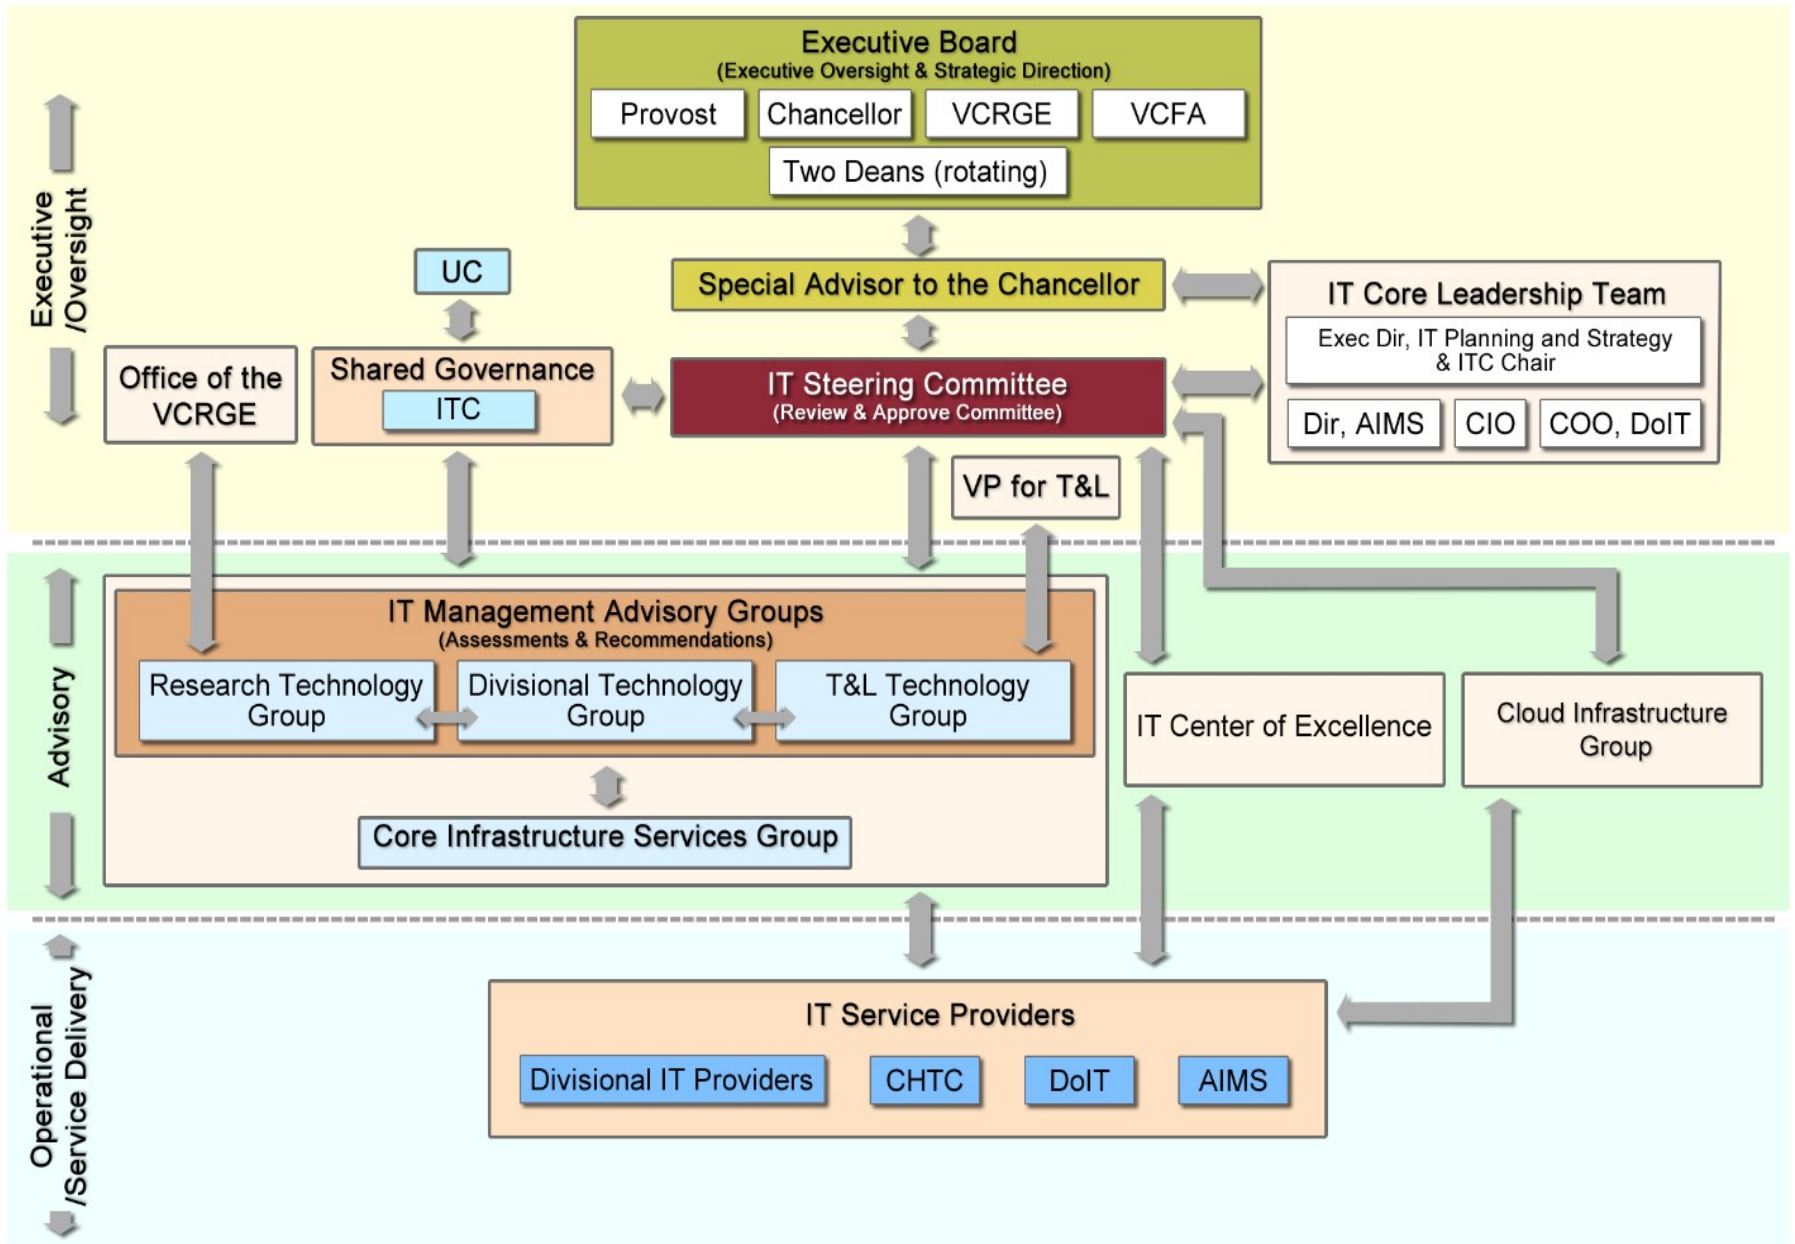 Executive Board
(Executive Oversight & Strategic Direction)
Provost
Chancellor
VCRGE
VCFA
Two Deans (rotating)
Executive
/Oversight
UC
Special Advisor to the Chancellor
IT Core Leadership Team
Exec Dir, IT Planning and Strategy
& ITC Chair
Dir, AIMS
CIO
COO, DoIT
Office of the
VCRGE
Shared Governance
ITC
IT Steering Committee
(Review & Approve Committee)
VP for T&L
Advisory
IT Management Advisory Groups
(Assessments & Recommendations)
Research Technology
Group
Divisional Technology
Group
T&L Technology
Group
Core Infrastructure Services Group
IT Center of Excellence
Cloud Infrastructure
Group
Operational
/Service Delivery
IT Service Providers
Divisional IT Providers
CHTC
DoIT
AIMS